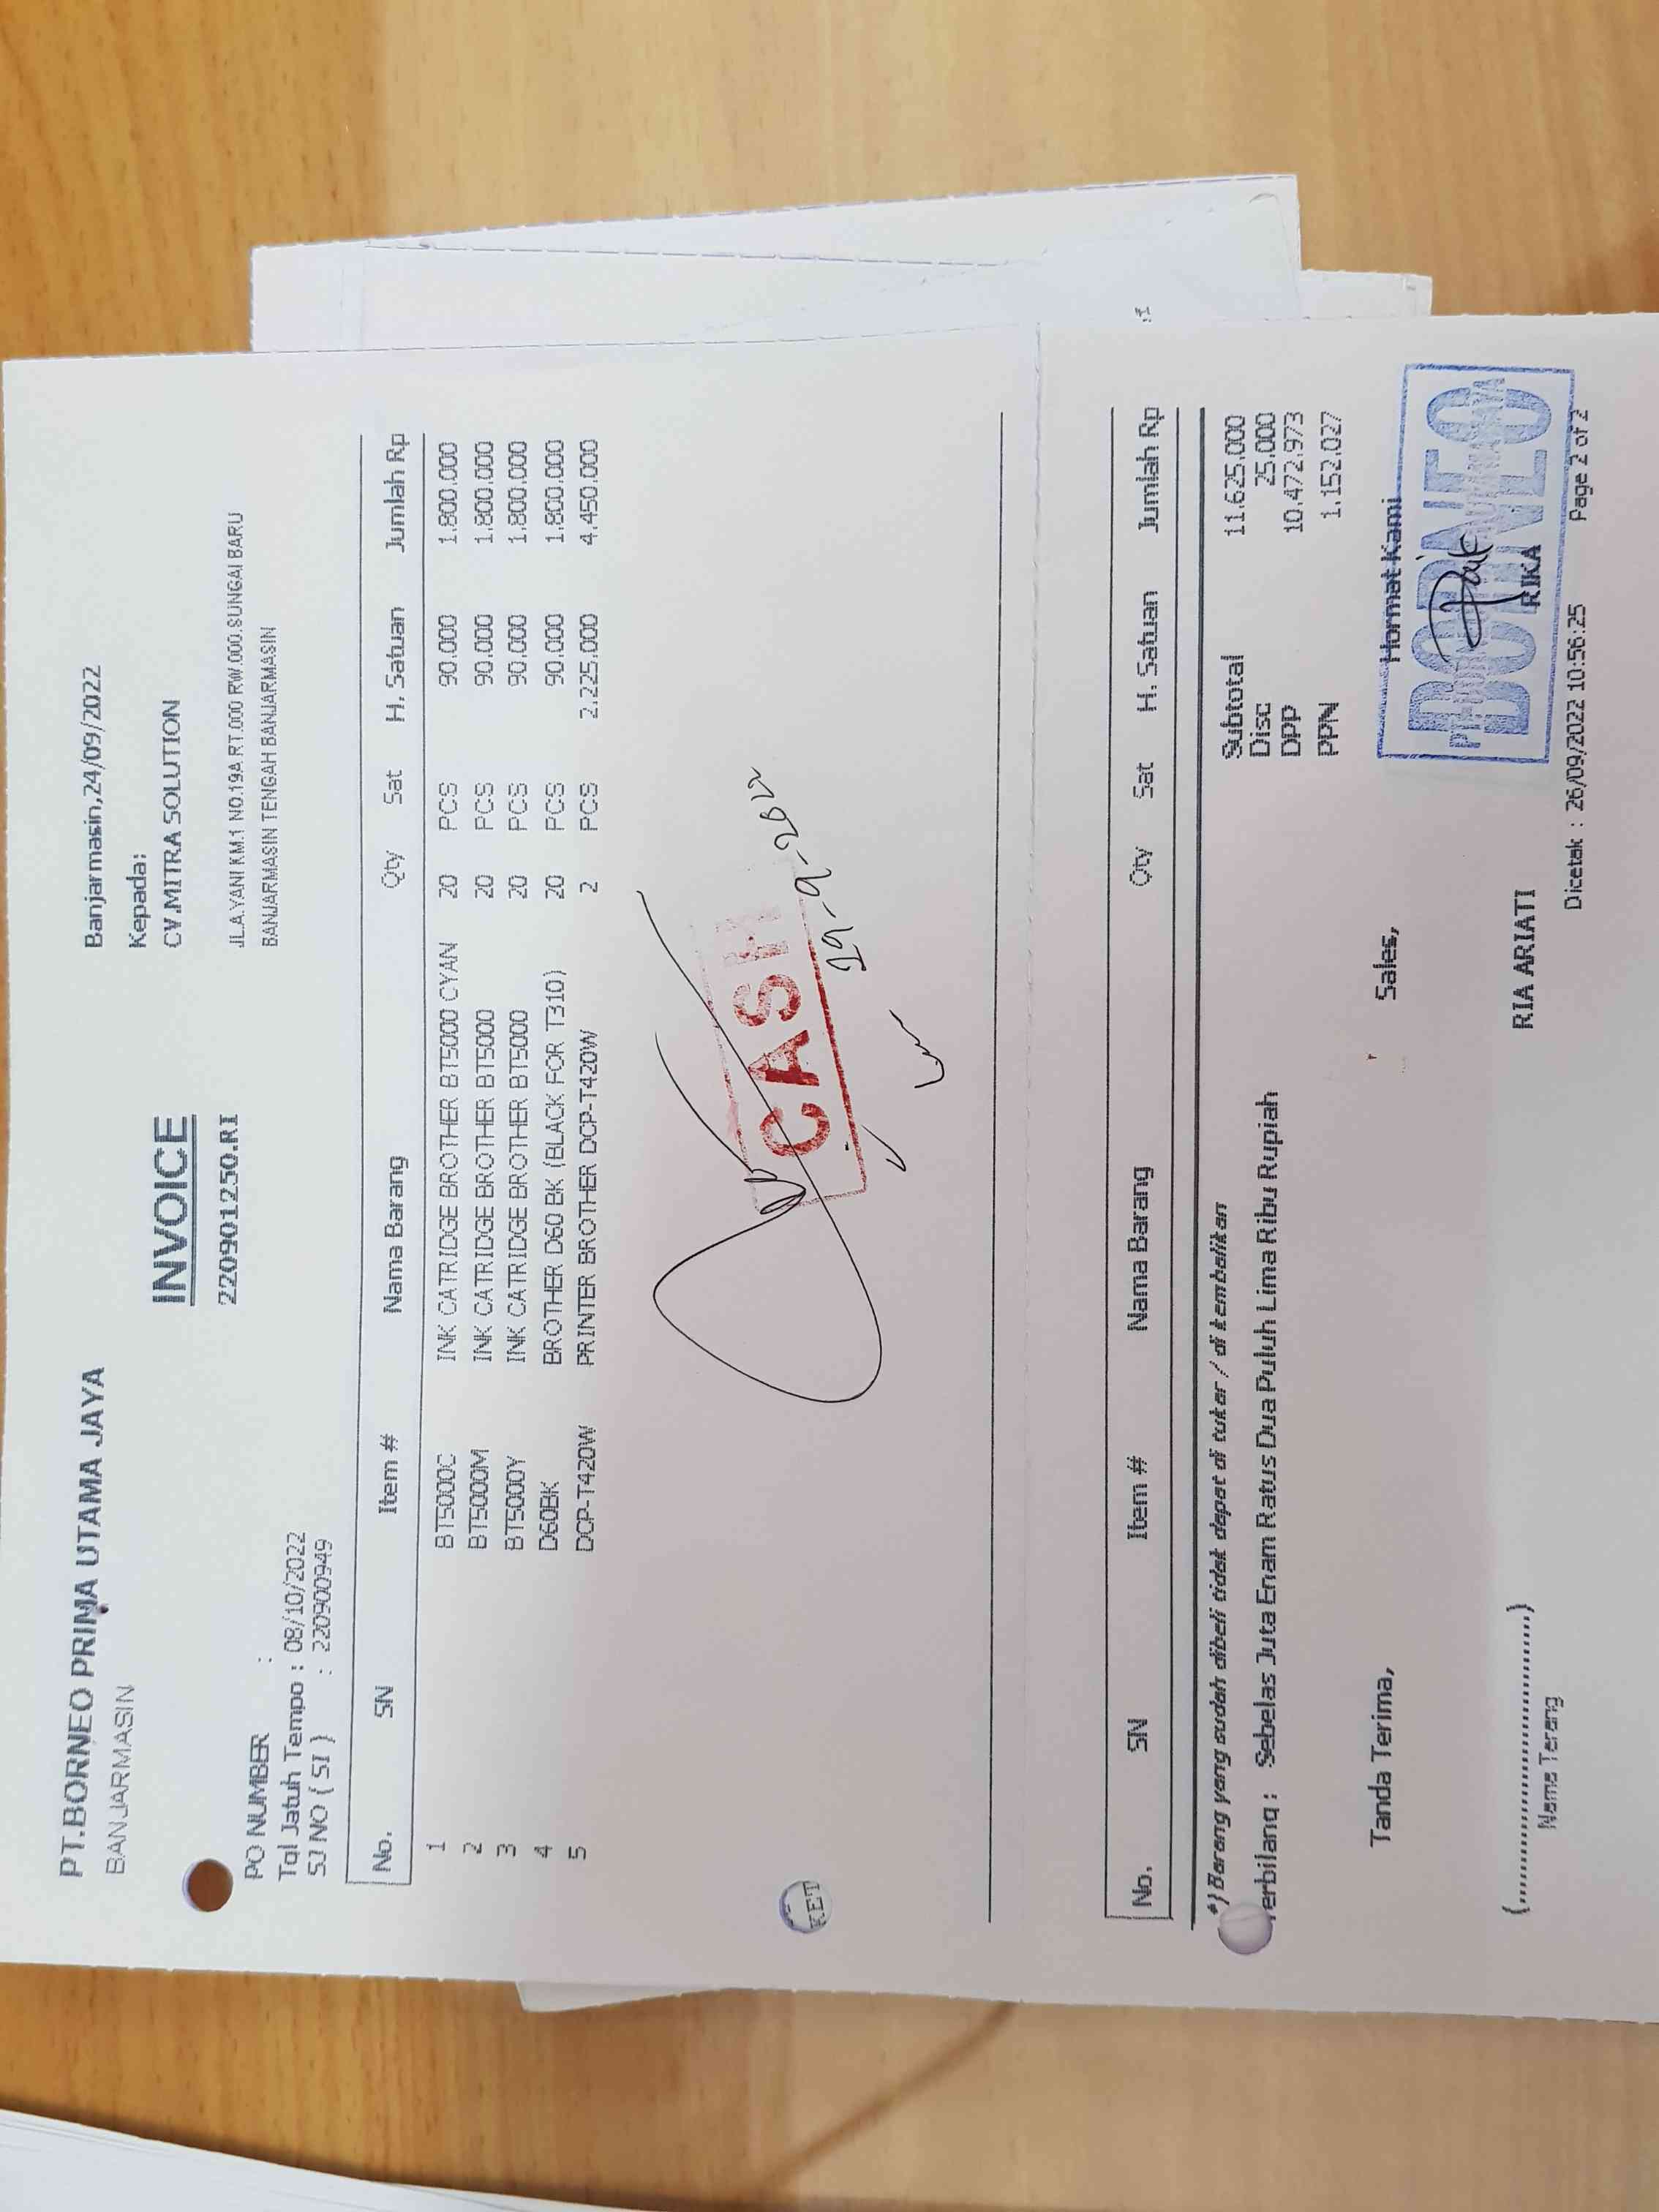 PT.BORNEO PRIMA UTAMA JAYA
BANJARMASIN
Banjarmasin,24/09/2022
Kepada:
CV.MITRA SOLUTION
INVOICE
220901250.RI
JL.A.YANI KM.1 NO.19A RT.000 RW.000.SUNGAI BARU
BANJARMASIN TENGAH BANJARMASIN
PO NUMBER :
Tgl Jatuh Tempo : 08/10/2022
SJ NO ( SI ) : 220900949
No. SN Item # Nama Barang Qty Sat H. Satuan Jumlah Rp
1 BT5000C INK CATRIDGE BROTHER BT5000 CYAN 20 PCS 90.000 1.800.000
2 BT5000M INK CATRIDGE BROTHER BT5000 20 PCS 90.000 1.800.000
3 BT5000Y INK CATRIDGE BROTHER BT5000 20 PCS 90.000 1.800.000
4 D60BK BROTHER D60 BK (BLACK FOR T310) 20 PCS 90.000 1.800.000
5 DCP-T420W PRINTER BROTHER DCP-T420W 2 PCS 2.225.000 4.450.000
CASH
29-9-2022
KET
No. SN Item # Nama Barang Qty Sat H. Satuan Jumlah Rp
*) Barang yang sudah dibeli tidak dapat di tukar / di kembalikan
Subtotal 11.625.000
erbilang : Sebelas Juta Enam Ratus Dua Puluh Lima Ribu Rupiah
Disc 25.000
DPP 10.472.973
PPN 1.152.027
Tanda Terima,
Sales,
Hormat Kami
BORNEO
RIKA
RIA ARIATI
(..............................)
Nama Terang
Dicetak : 26/09/2022 10:56:25 Page 2 of 2